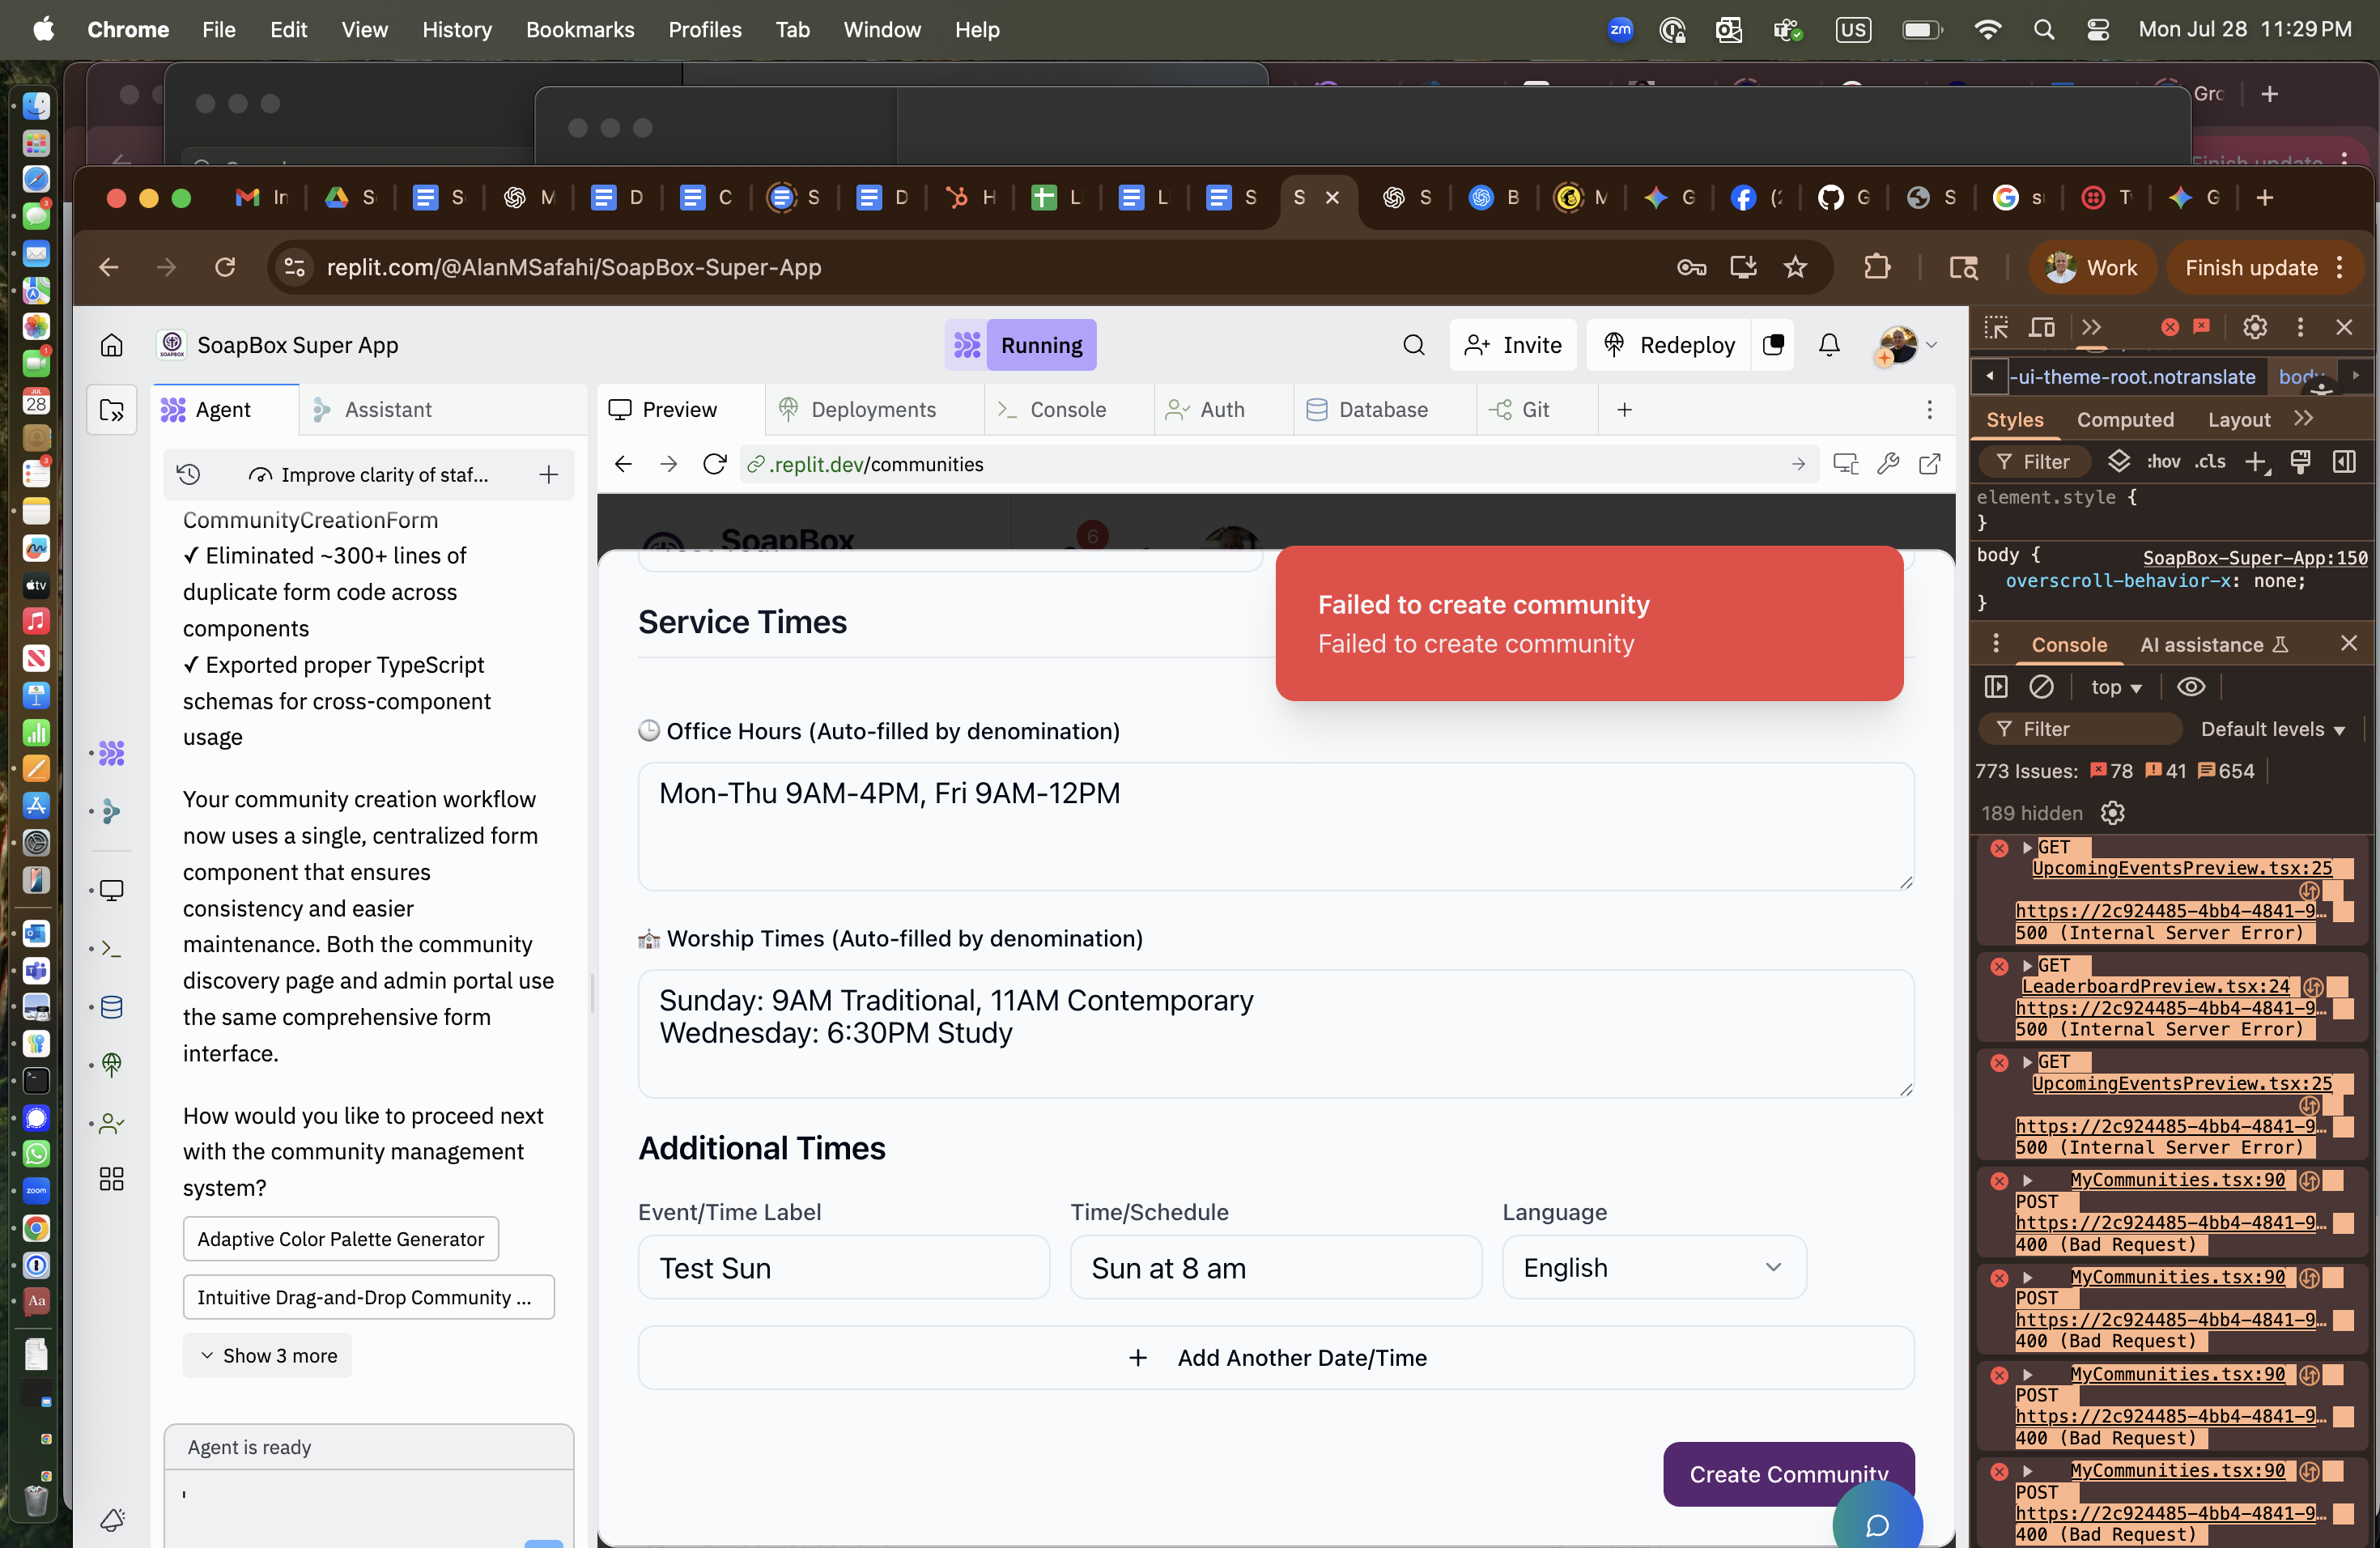 Chrome File Edit View History Bookmarks Profiles Tab Window Help
zm US Mon Jul 28 11:29 PM
Gro
Finish update
In S S M D C S D H L L S S S B M G (2 G S s T G
replit.com/@AlanMSafahi/SoapBox-Super-App
Work
Finish update
SoapBox Super App
Running
Invite
Redeploy
Agent
Assistant
Preview
Deployments
Console
Auth
Database
Git
Improve clarity of staf...
.replit.dev/communities
CommunityCreationForm
✓ Eliminated ~300+ lines of
duplicate form code across
components
✓ Exported proper TypeScript
schemas for cross-component
usage
Your community creation workflow
now uses a single, centralized form
component that ensures
consistency and easier
maintenance. Both the community
discovery page and admin portal use
the same comprehensive form
interface.
How would you like to proceed next
with the community management
system?
Adaptive Color Palette Generator
Intuitive Drag-and-Drop Community ...
Show 3 more
Agent is ready
'
SoapBox
6
Failed to create community
Failed to create community
Service Times
Office Hours (Auto-filled by denomination)
Mon-Thu 9AM-4PM, Fri 9AM-12PM
Worship Times (Auto-filled by denomination)
Sunday: 9AM Traditional, 11AM Contemporary
Wednesday: 6:30PM Study
Additional Times
Event/Time Label
Time/Schedule
Language
Test Sun
Sun at 8 am
English
Add Another Date/Time
Create Community
-ui-theme-root.notranslate body
Styles Computed Layout
Filter :hov .cls
element.style {
}
body { SoapBox-Super-App:150
overscroll-behavior-x: none;
}
Console AI assistance
top
Filter
Default levels
773 Issues: 78 41 654
189 hidden
GET
UpcomingEventsPreview.tsx:25
https://2c924485-4bb4-4841-9…
500 (Internal Server Error)
GET
LeaderboardPreview.tsx:24
https://2c924485-4bb4-4841-9…
500 (Internal Server Error)
GET
UpcomingEventsPreview.tsx:25
https://2c924485-4bb4-4841-9…
500 (Internal Server Error)
MyCommunities.tsx:90
POST
https://2c924485-4bb4-4841-9…
400 (Bad Request)
MyCommunities.tsx:90
POST
https://2c924485-4bb4-4841-9…
400 (Bad Request)
MyCommunities.tsx:90
POST
https://2c924485-4bb4-4841-9…
400 (Bad Request)
MyCommunities.tsx:90
POST
https://2c924485-4bb4-4841-9…
400 (Bad Request)